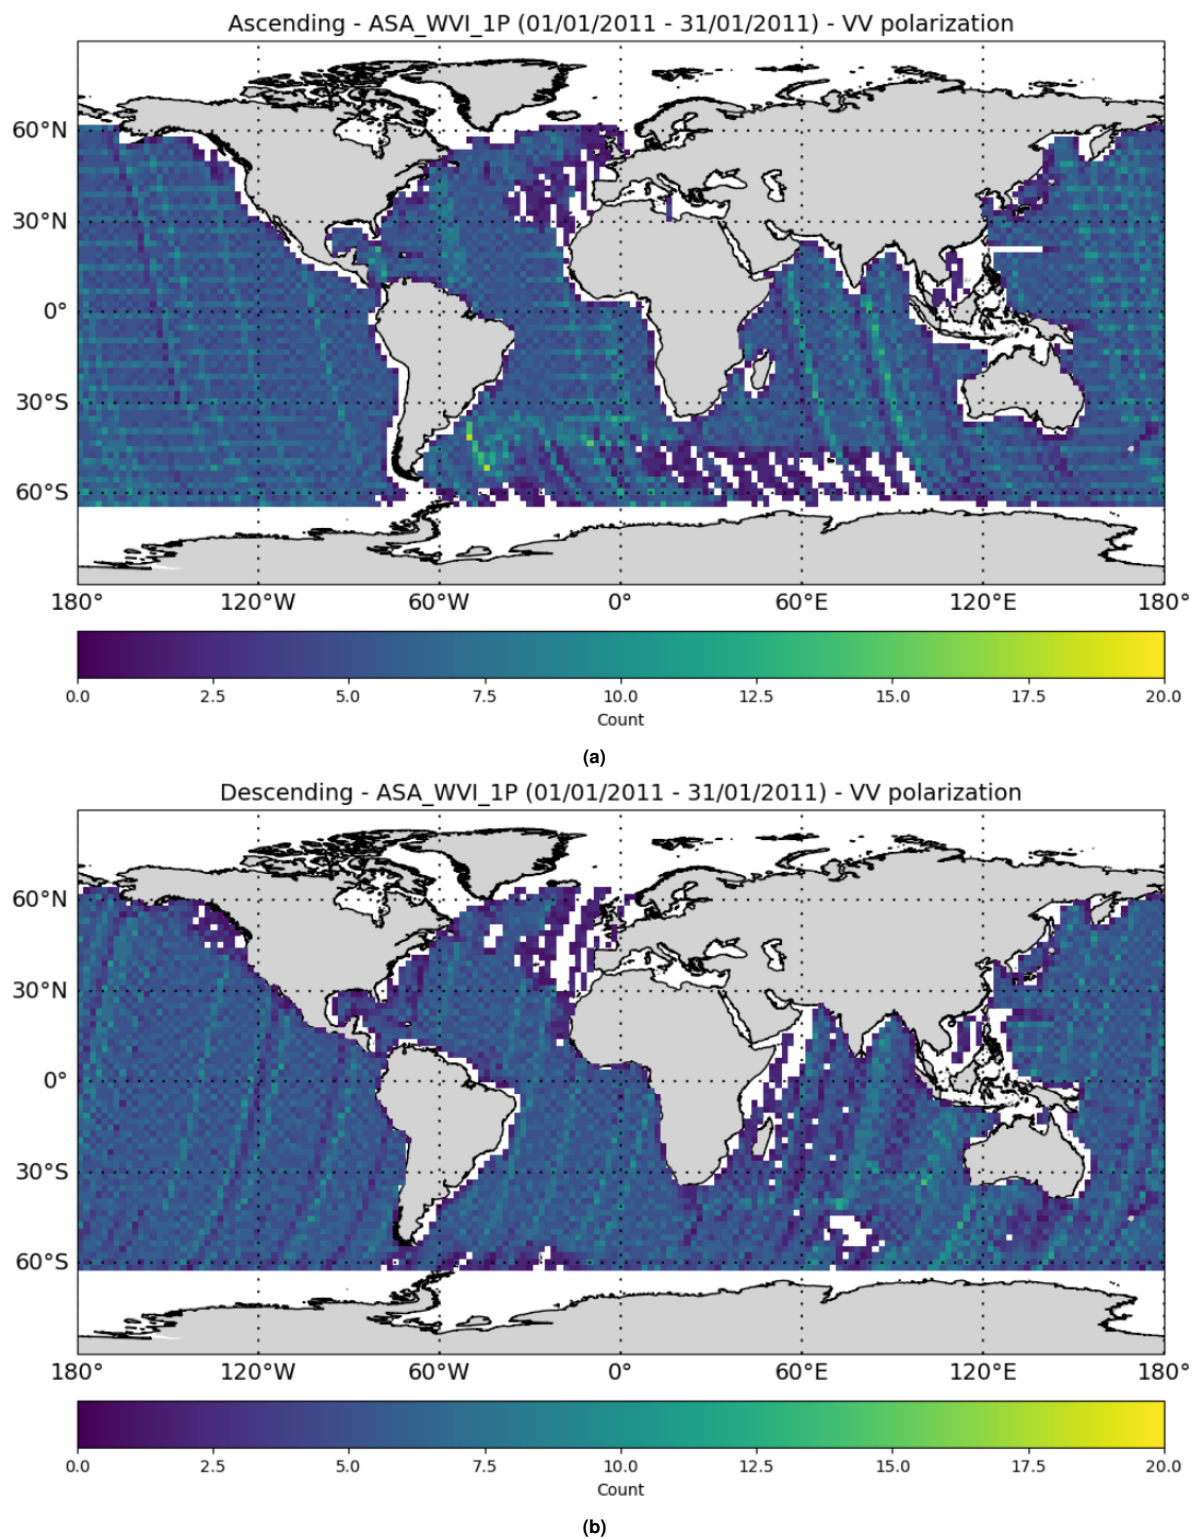 Ascending - ASA_WVI_1P (01/01/2011 - 31/01/2011) - VV polarization
60°N
30°N
0°
30°S
60°S
180° 120°W 60°W 0° 60°E 120°E 180°
0.0 2.5 5.0 7.5 10.0 12.5 15.0 17.5 20.0
Count
(a)
Descending - ASA_WVI_1P (01/01/2011 - 31/01/2011) - VV polarization
60°N
30°N
0°
30°S
60°S
180° 120°W 60°W 0° 60°E 120°E 180°
0.0 2.5 5.0 7.5 10.0 12.5 15.0 17.5 20.0
Count
(b)